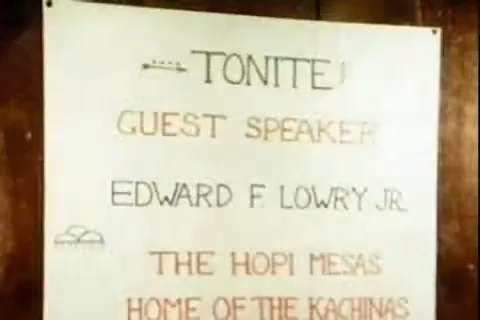 TONITE!
GUEST SPEAKER
EDWARD F. LOWRY JR.
THE HOPI MESAS
HOME OF THE KACHINAS